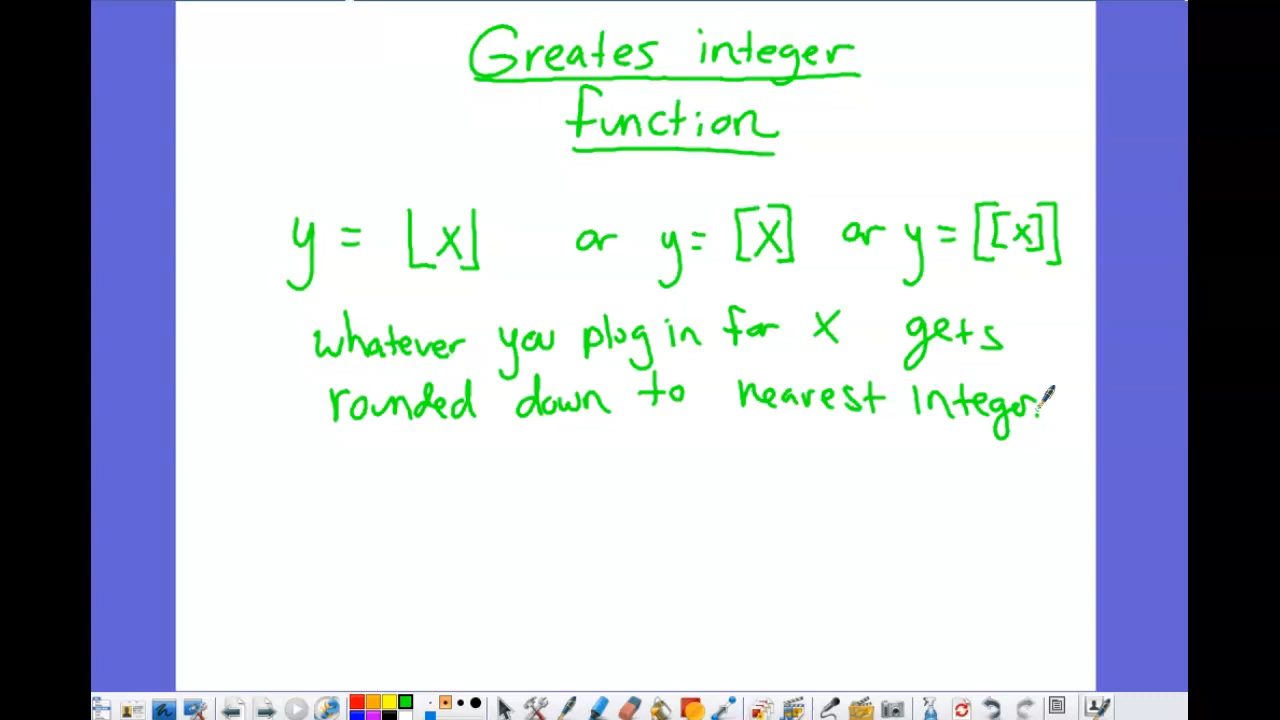 Greates integer
function
y = ⌊x⌋ or y = [x] or y = [[x]]
whatever you plug in for x gets
rounded down to nearest integer.